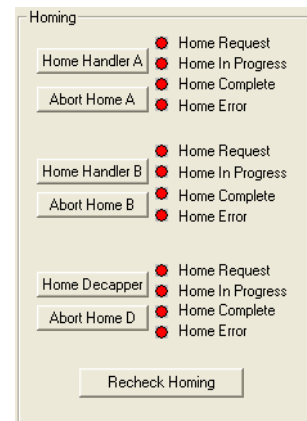 Homing
Home Request
Home Handler A
Home In Progress
Home Complete
Abort Home A
Home Error
Home Request
Home Handler B
Home In Progress
Home Complete
Abort Home B
Home Error
Home Request
Home Decapper
Home In Progress
Home Complete
Abort Home D
Home Error
Recheck Homing